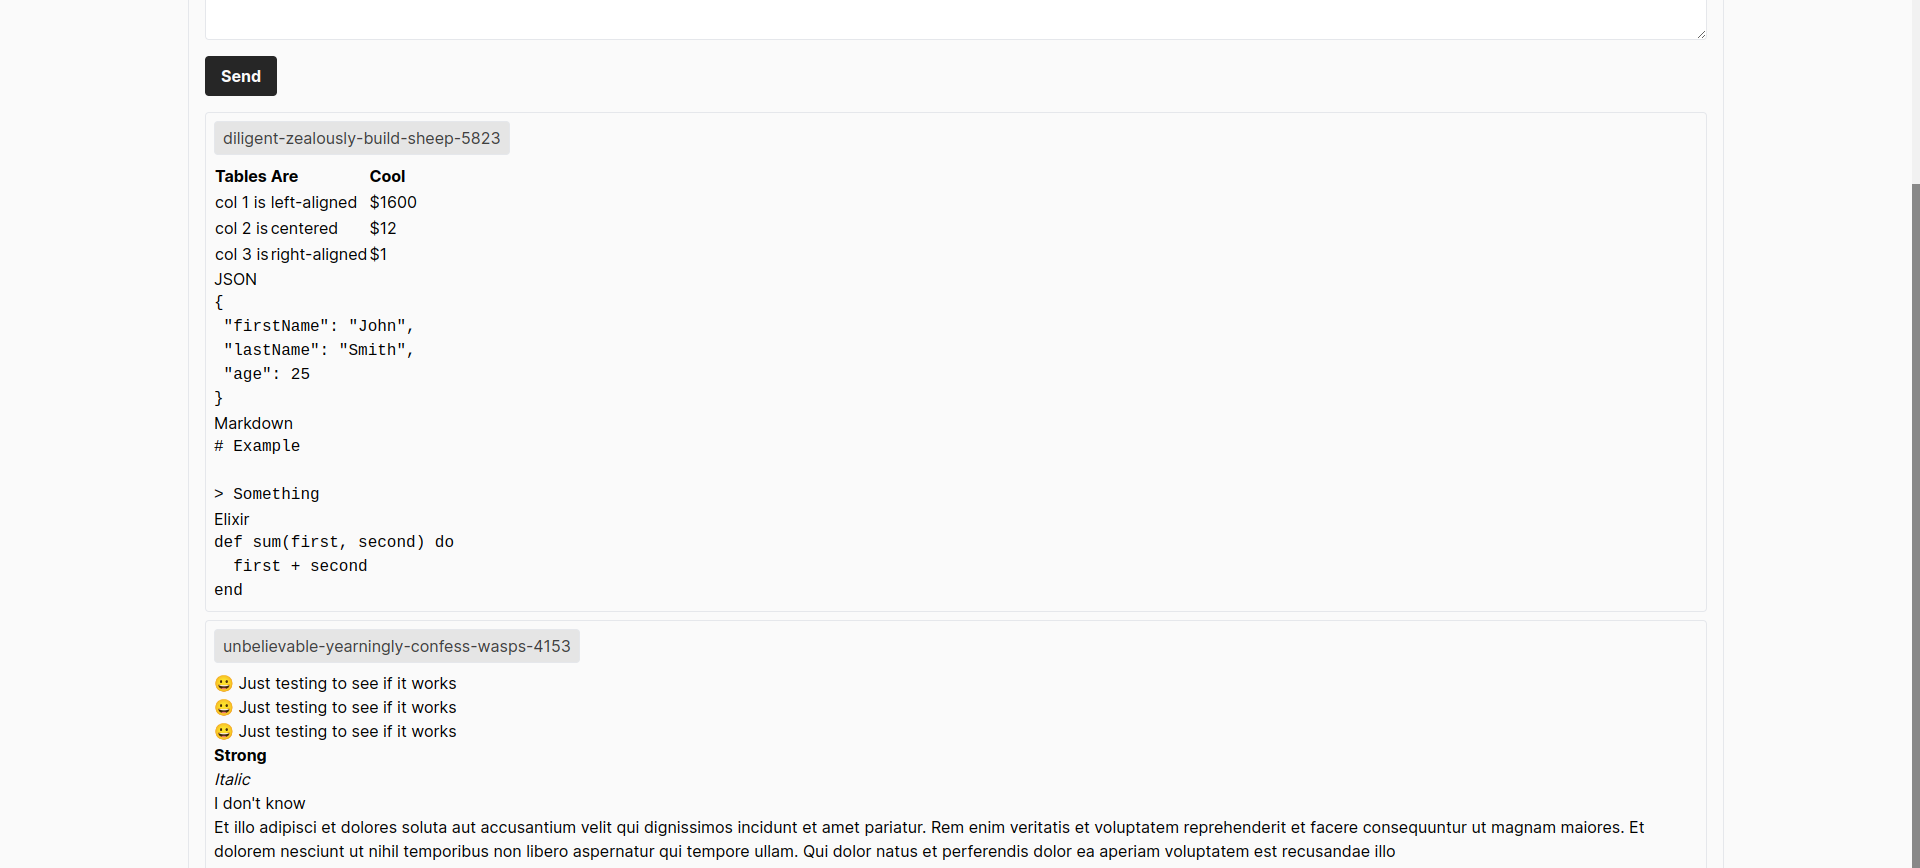 Send
diligent-zealously-build-sheep-5823
Tables Are Cool
col 1 is left-aligned $1600
col 2 is centered $12
col 3 is right-aligned $1
JSON
{
 "firstName": "John",
 "lastName": "Smith",
 "age": 25
}
Markdown
# Example

> Something
Elixir
def sum(first, second) do
  first + second
end
unbelievable-yearningly-confess-wasps-4153
😀 Just testing to see if it works
😀 Just testing to see if it works
😀 Just testing to see if it works
Strong
Italic
I don't know
Et illo adipisci et dolores soluta aut accusantium velit qui dignissimos incidunt et amet pariatur. Rem enim veritatis et voluptatem reprehenderit et facere consequuntur ut magnam maiores. Et
dolorem nesciunt ut nihil temporibus non libero aspernatur qui tempore ullam. Qui dolor natus et perferendis dolor ea aperiam voluptatem est recusandae illo